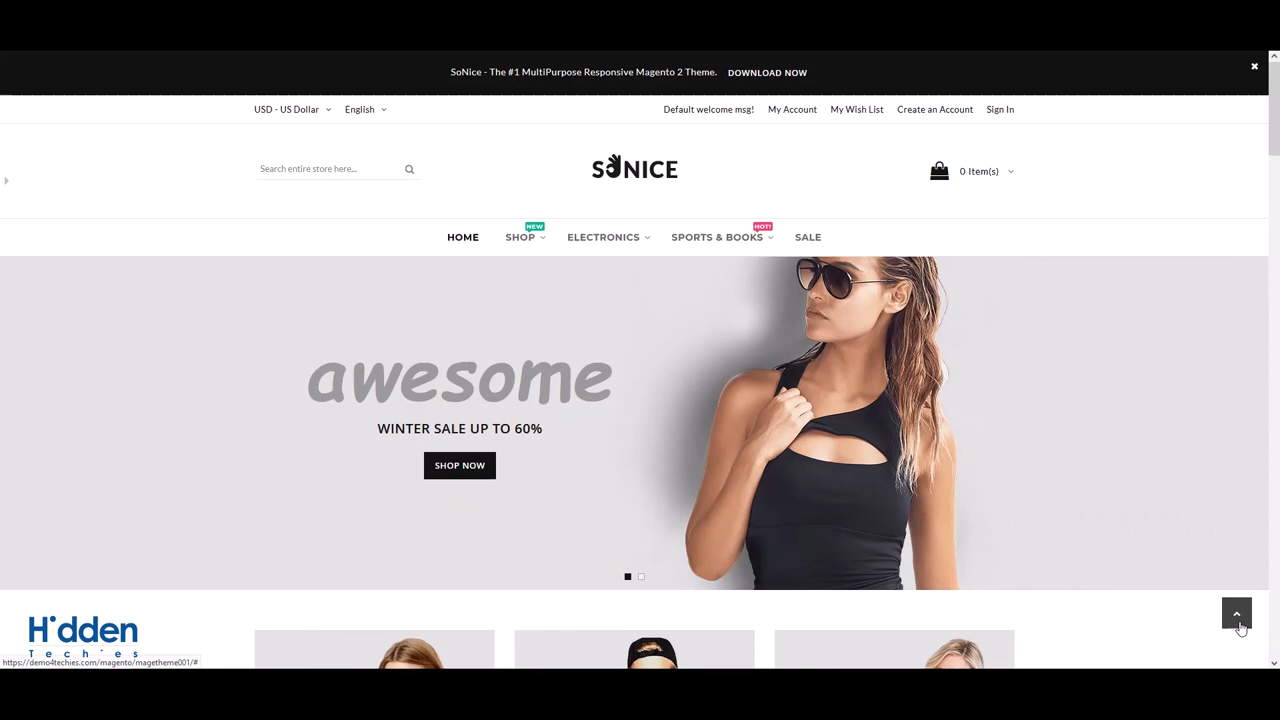 SoNice - The #1 MultiPurpose Responsive Magento 2 Theme. DOWNLOAD NOW
USD - US Dollar English Default welcome msg! My Account My Wish List Create an Account Sign In
Search entire store here... SONICE 0 Item(s)
NEW HOT!
HOME SHOP ELECTRONICS SPORTS & BOOKS SALE
awesome
WINTER SALE UP TO 60%
SHOP NOW
Hidden
Techies
https://demo4techies.com/magento/magetheme001/#